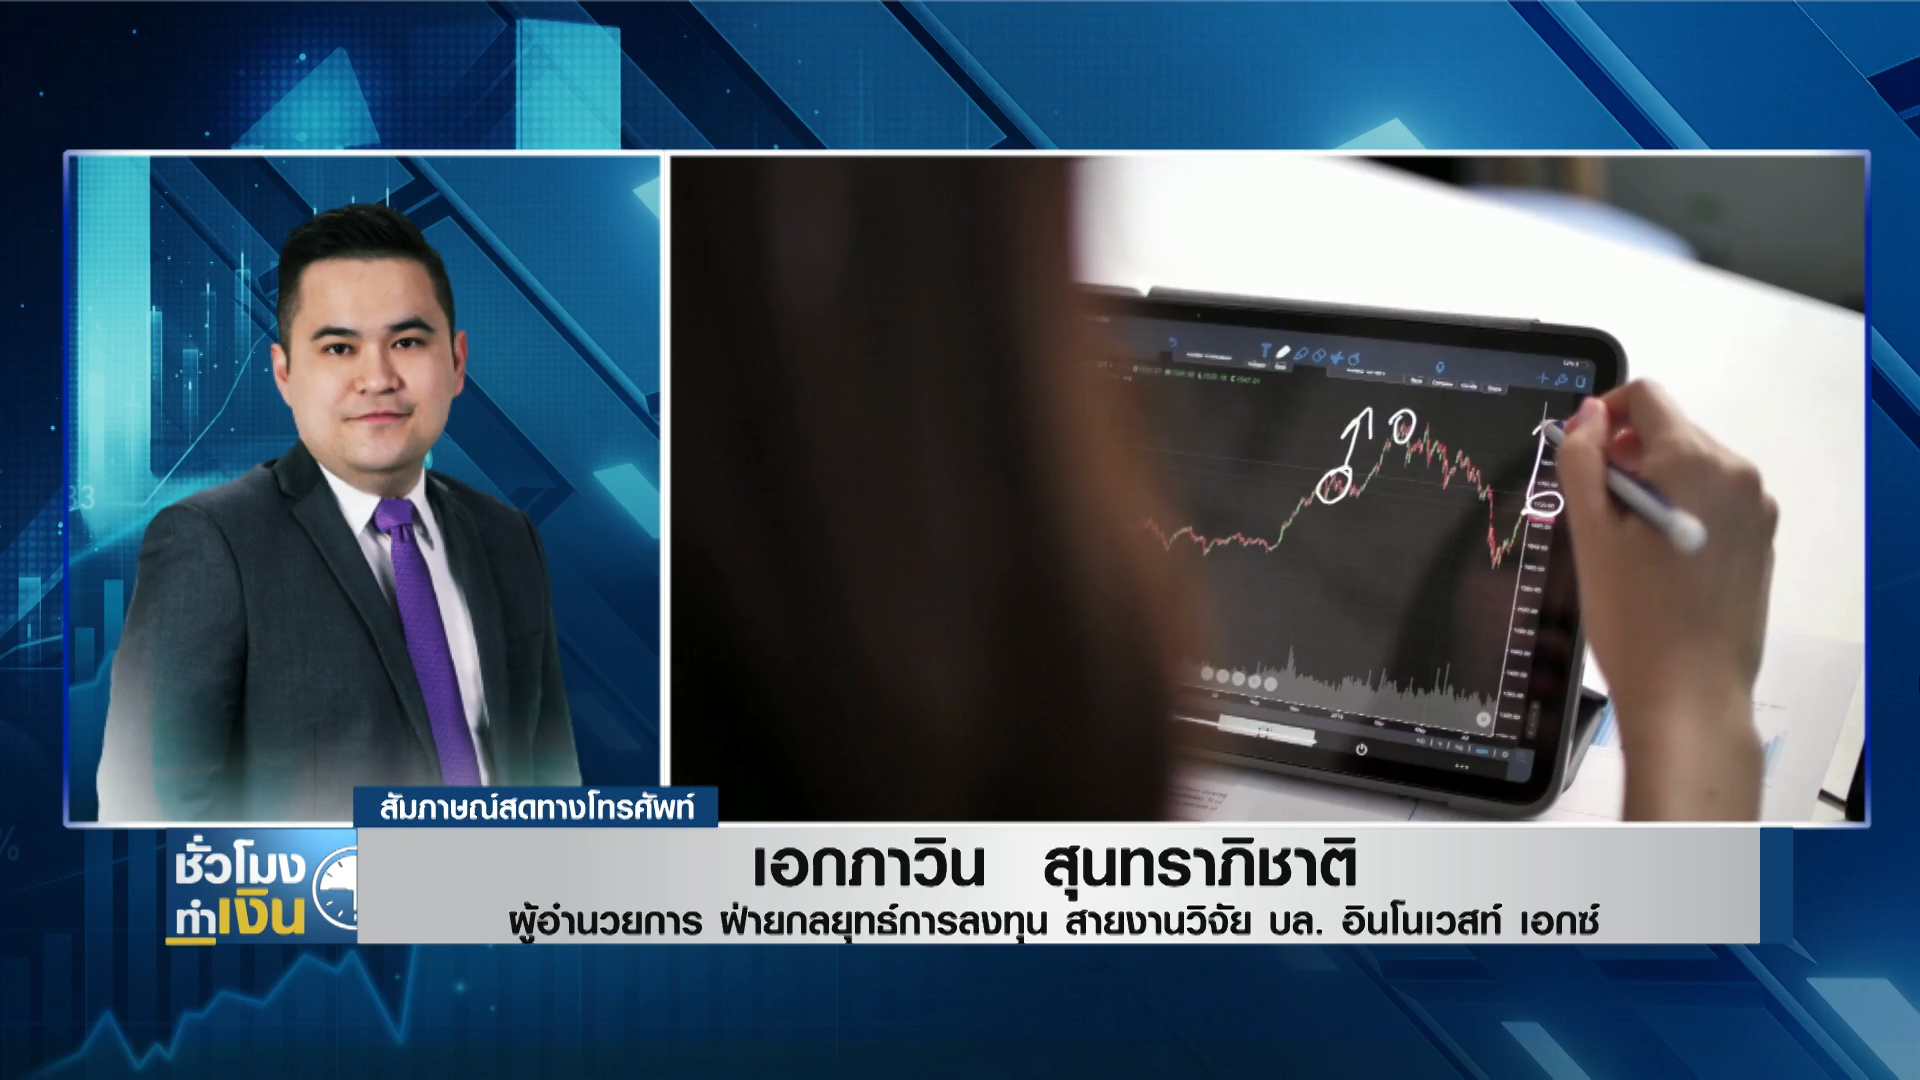 สัมภาษณ์สดทางโทรศัพท์
ชั่วโมง
ทำเงิน
เอกภาวิน สุนทราภิชาติ
ผู้อำนวยการ ฝ่ายกลยุทธ์การลงทุน สายงานวิจัย บล. อินโนเวสท์ เอกซ์